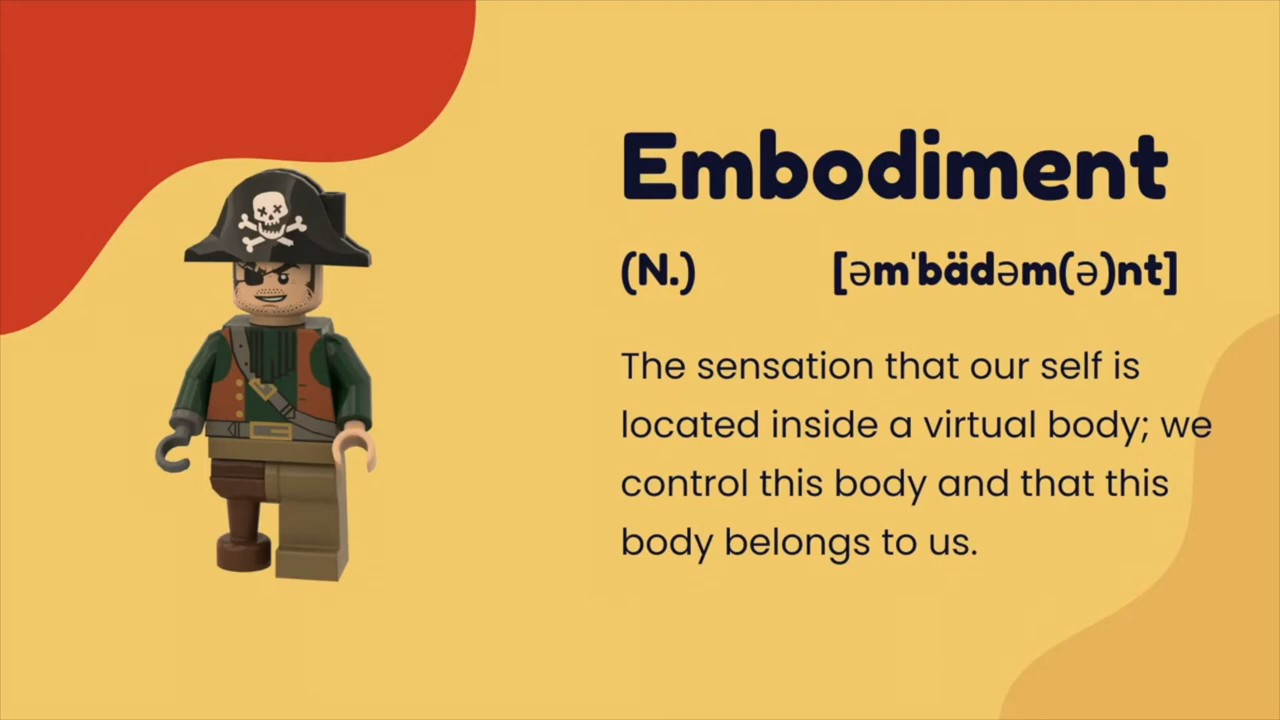 Embodiment
(N.) [əmˈbädəm(ə)nt]
The sensation that our self is
located inside a virtual body; we
control this body and that this
body belongs to us.